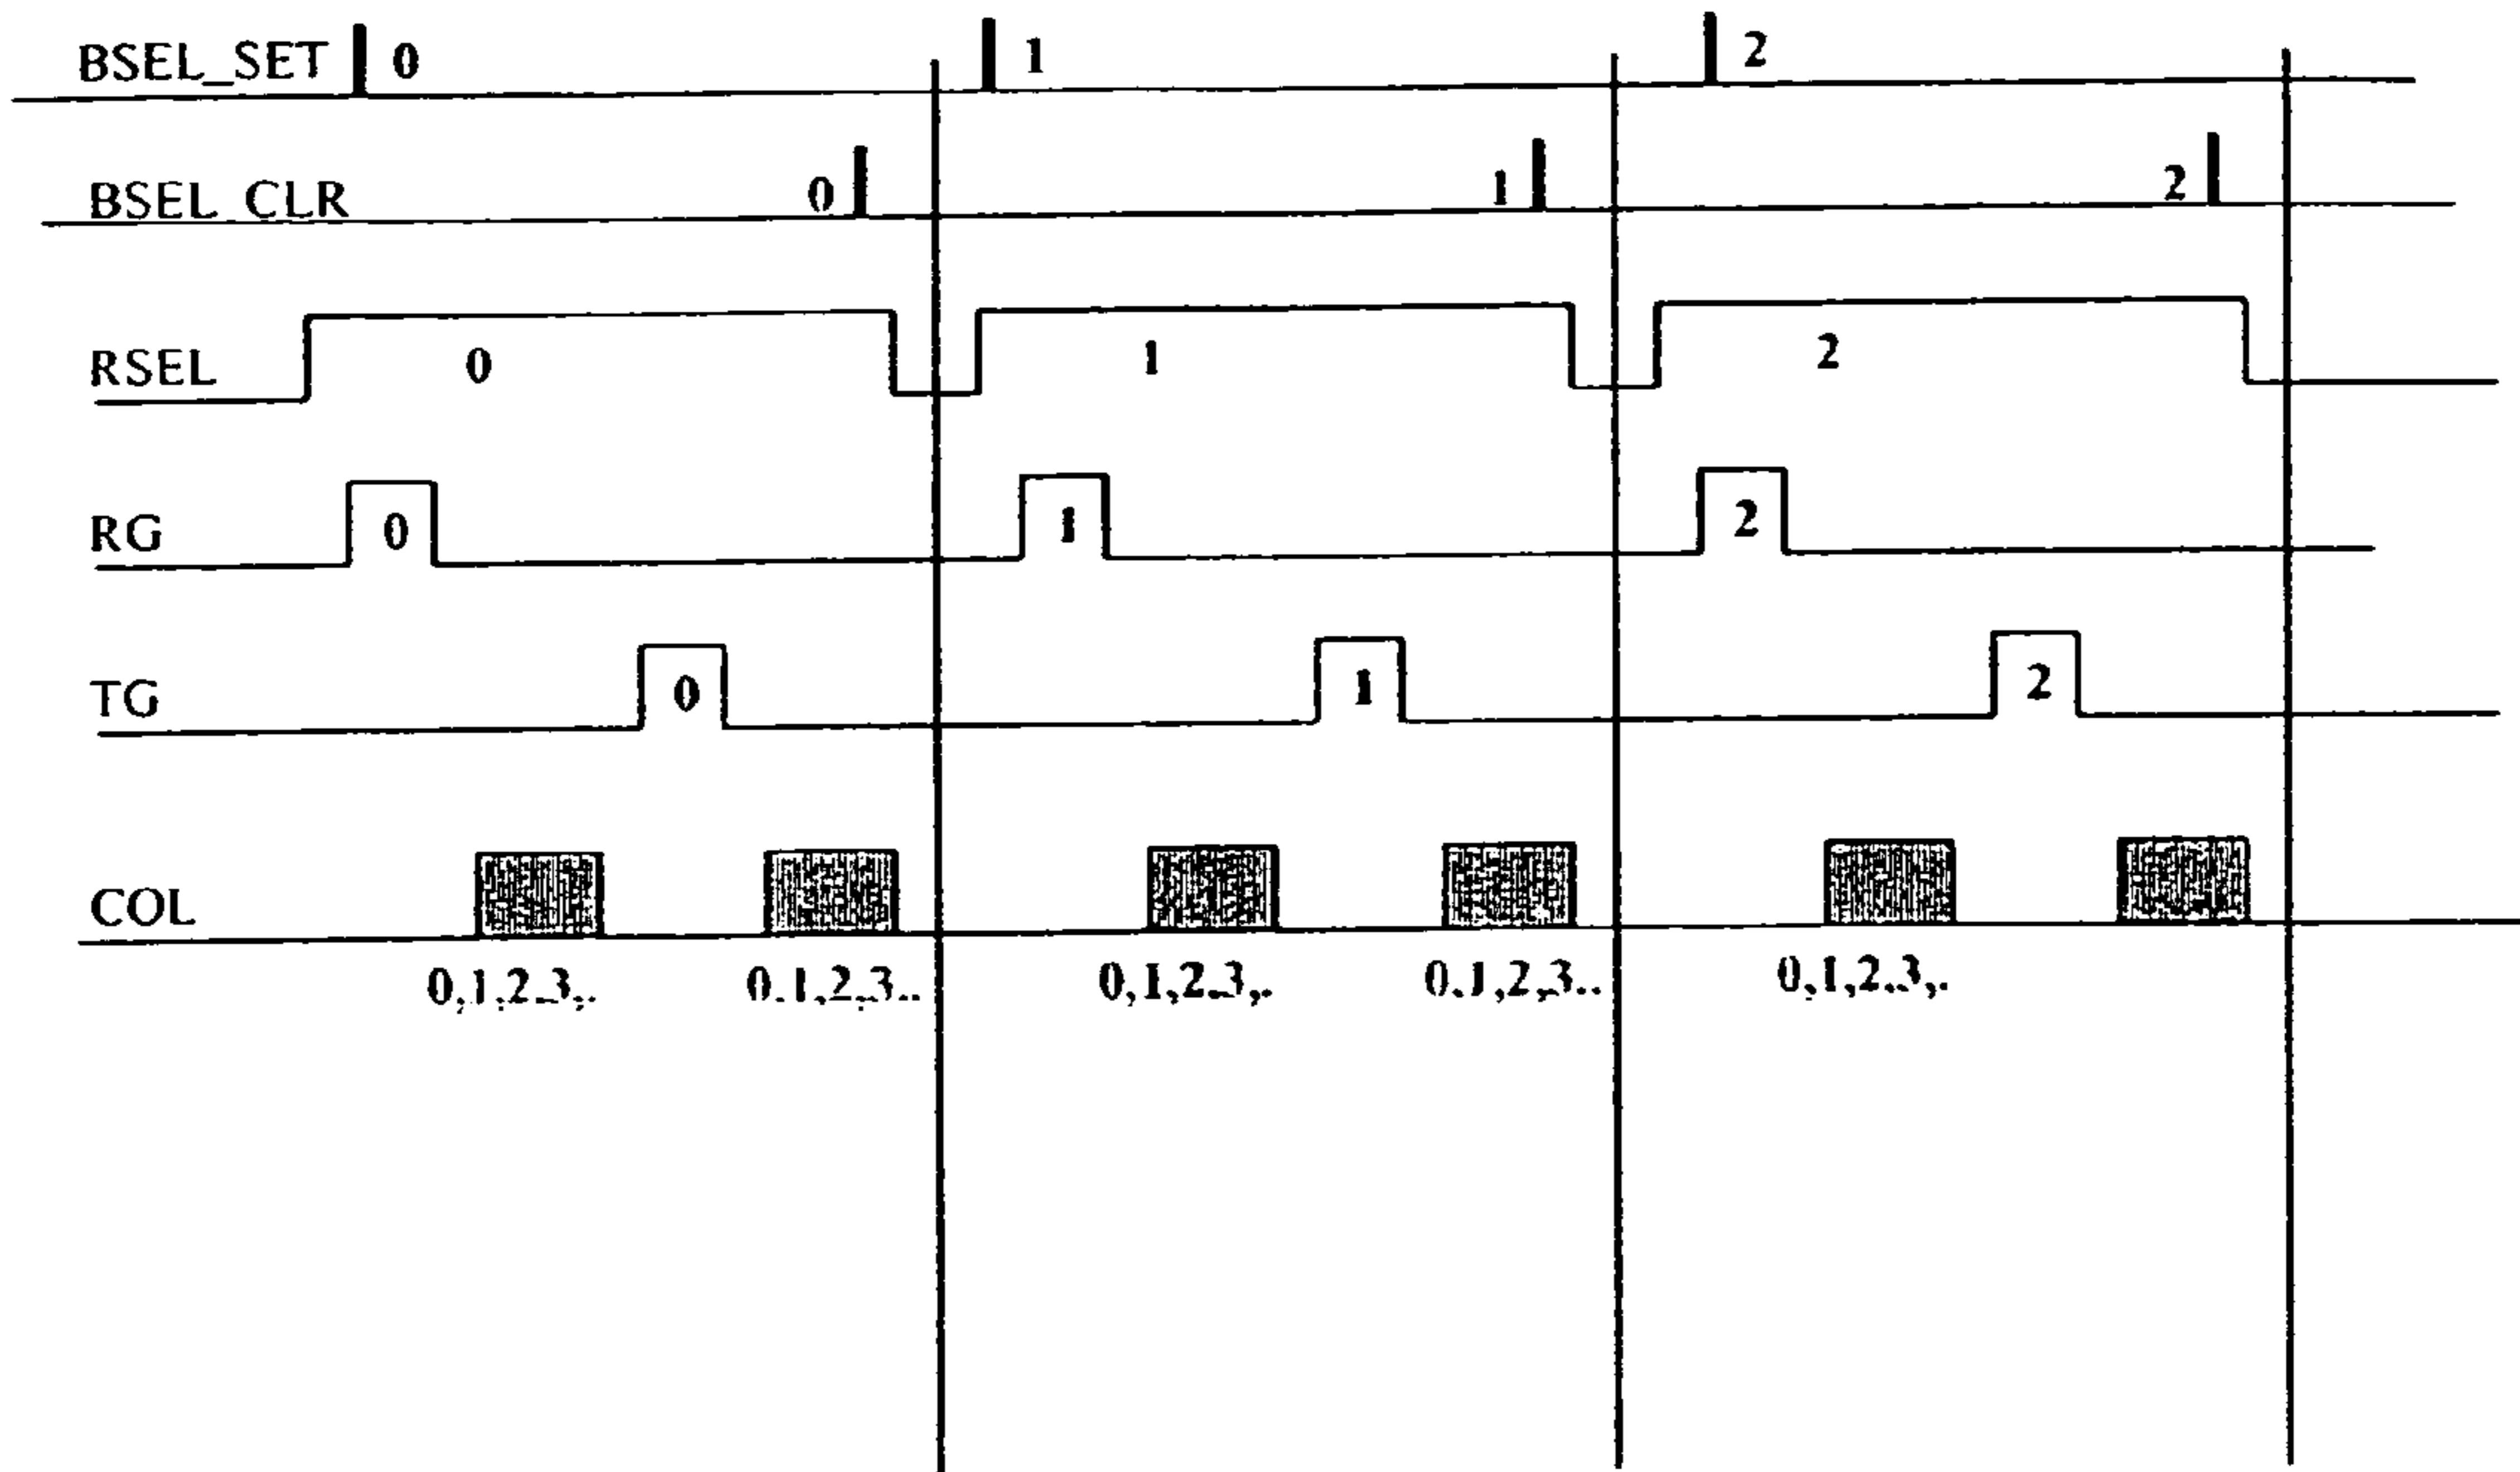 BSEL_SET 0 1 2
BSEL_CLR 0 1 2
RSEL 0 1 2
RG 0 1 2
TG 0 1 2
COL
0,1,2,3,. 0,1,2,3.. 0,1,2,3,. 0,1,2,3.. 0,1,2,3,.